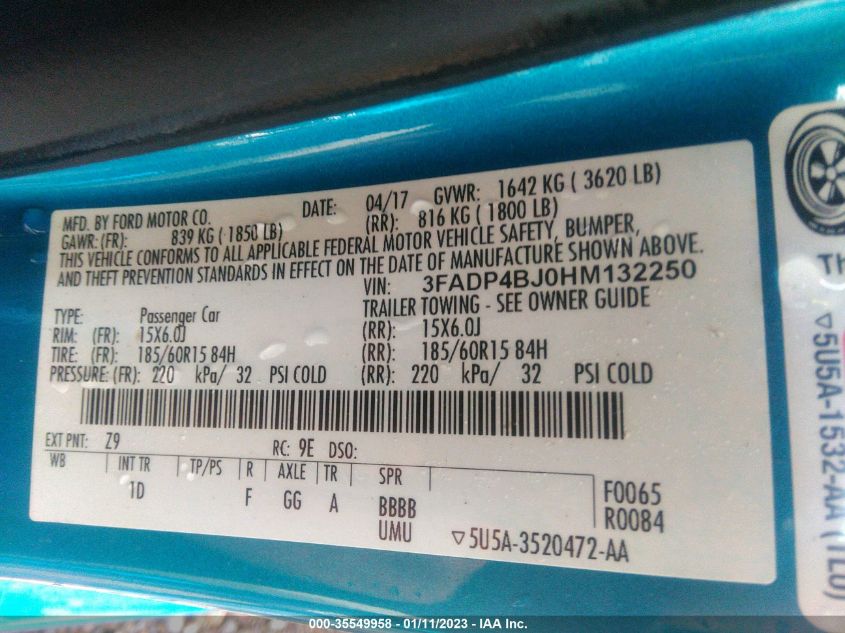 MFD. BY FORD MOTOR CO. DATE: 04/17 GVWR: 1642 KG ( 3620 LB)
GAWR: (FR): 839 KG ( 1850 LB) (RR): 816 KG ( 1800 LB)
THIS VEHICLE CONFORMS TO ALL APPLICABLE FEDERAL MOTOR VEHICLE SAFETY, BUMPER,
AND THEFT PREVENTION STANDARDS IN EFFECT ON THE DATE OF MANUFACTURE SHOWN ABOVE.
VIN: 3FADP4BJ0HM132250
TYPE: Passenger Car TRAILER TOWING - SEE OWNER GUIDE
RIM: (FR): 15X6.0J (RR): 15X6.0J
TIRE: (FR): 185/60R15 84H (RR): 185/60R15 84H
PRESSURE: (FR): 220 kPa/ 32 PSI COLD (RR): 220 kPa/ 32 PSI COLD
EXT PNT: Z9 RC: 9E DSO:
WB INT TR TP/PS R AXLE TR SPR
1D F GG A BBBB F0065
UMU R0084
▽5U5A-3520472-AA
▽5U5A-1532-AA (TL6)
000-35549958 - 01/11/2023 - IAA Inc.